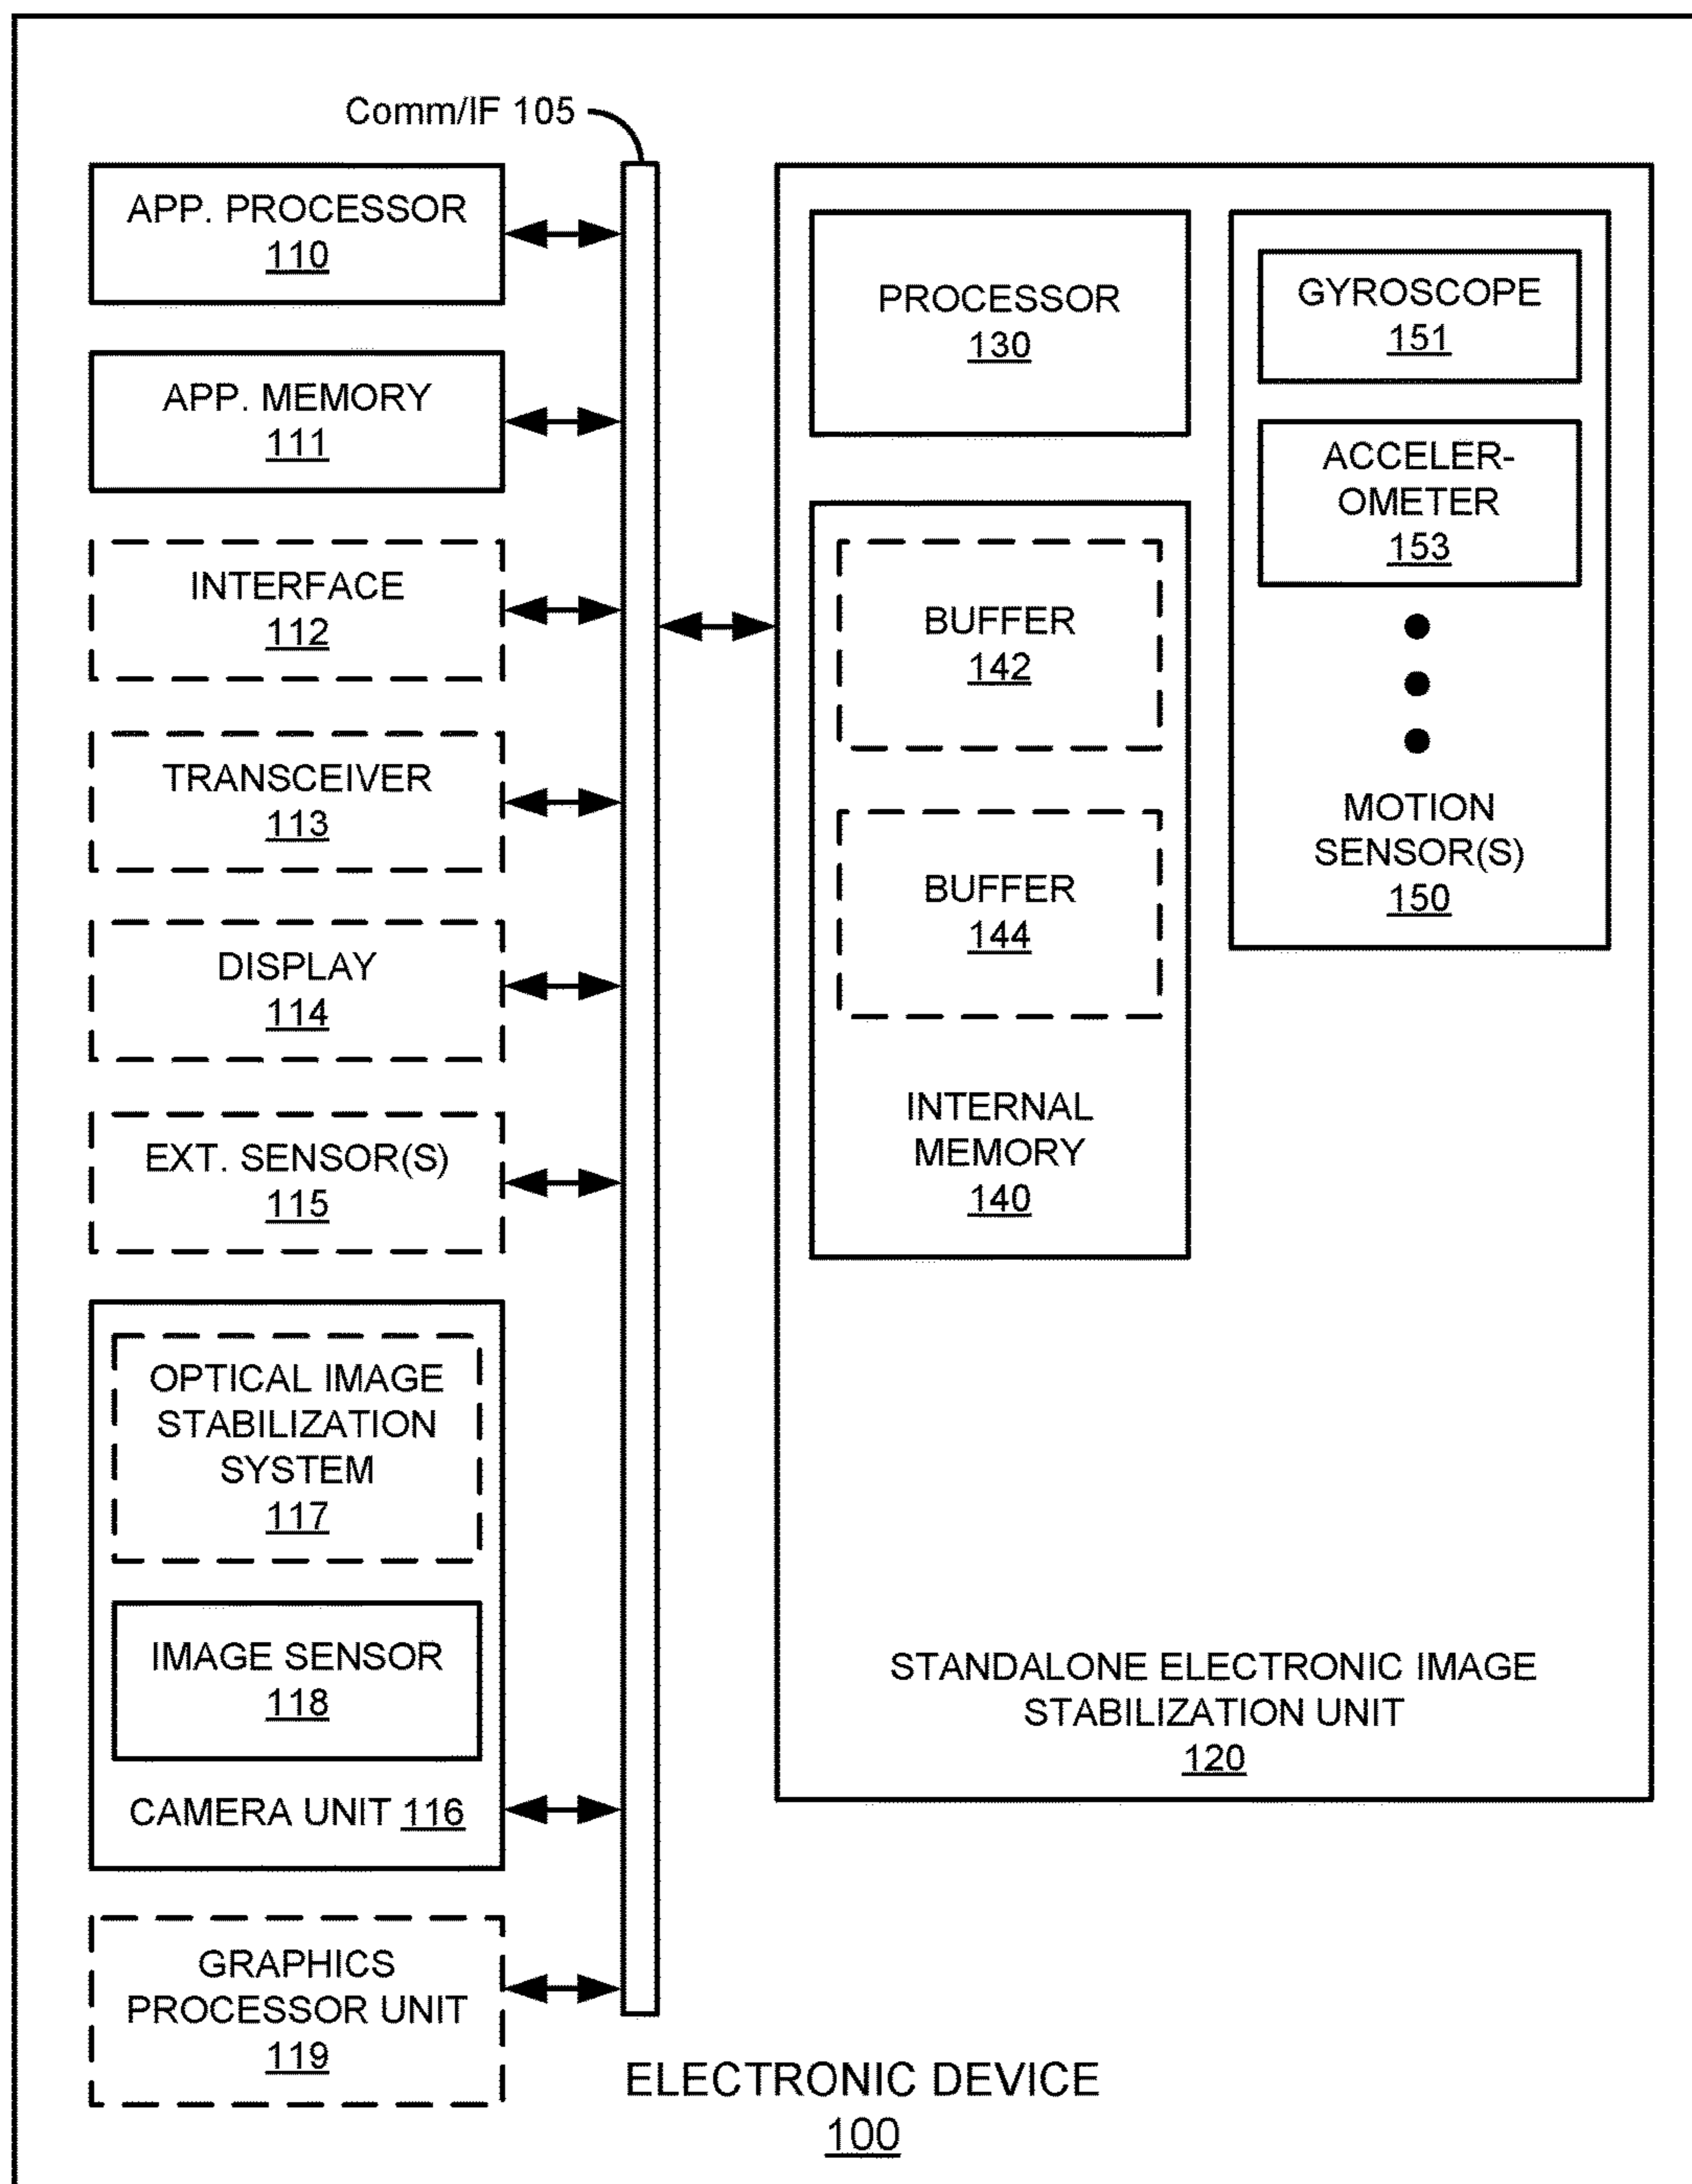 Comm/IF 105
APP. PROCESSOR
110
APP. MEMORY
111
INTERFACE
112
TRANSCEIVER
113
DISPLAY
114
EXT. SENSOR(S)
115
OPTICAL IMAGE
STABILIZATION
SYSTEM
117
IMAGE SENSOR
118
CAMERA UNIT 116
GRAPHICS
PROCESSOR UNIT
119
PROCESSOR
130
BUFFER
142
BUFFER
144
INTERNAL
MEMORY
140
GYROSCOPE
151
ACCELER-
OMETER
153
MOTION
SENSOR(S)
150
STANDALONE ELECTRONIC IMAGE
STABILIZATION UNIT
120
ELECTRONIC DEVICE
100